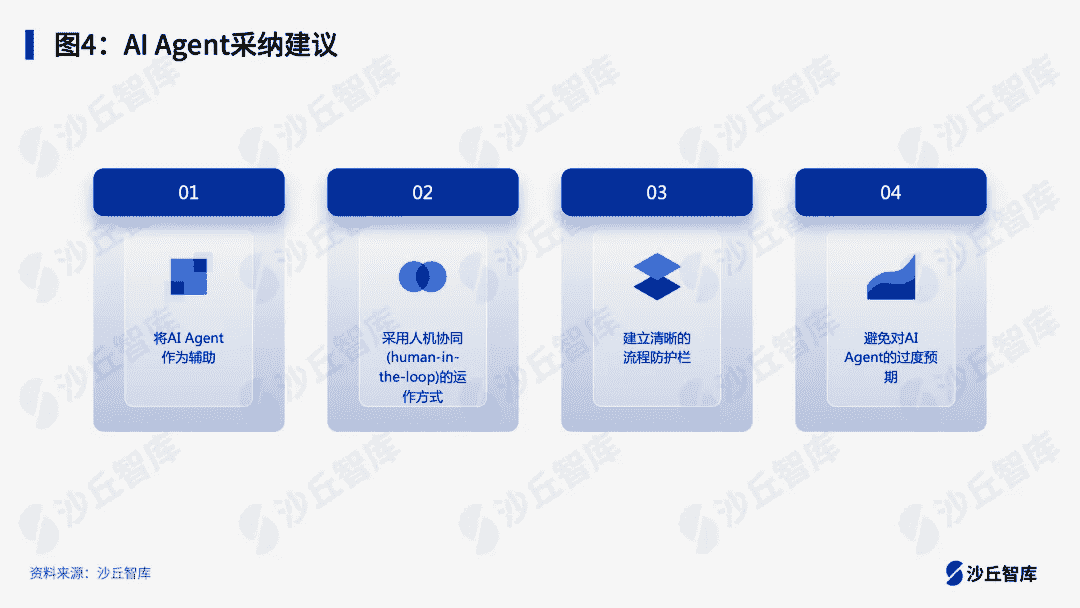 图4：AI Agent采纳建议
01
将AI Agent
作为辅助
02
采用人机协同
(human-in-
the-loop)的运
作方式
03
建立清晰的
流程防护栏
04
避免对AI
Agent的过度预
期
资料来源：沙丘智库
沙丘智库